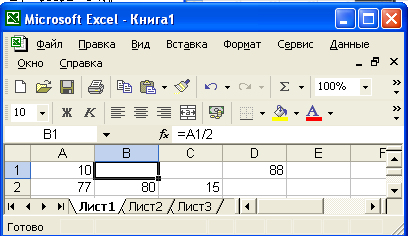 Microsoft Excel - Книга1
Файл Правка Вид Вставка Формат Сервис Данные
Окно Справка
Σ 100%
10 Ж К A
B1 fx =A1/2
A B C D E F
1 10 88
2 77 80 15
Лист1 Лист2 Лист3
Готово